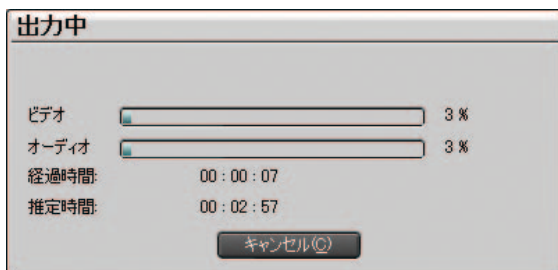 出力中
ビデオ 3 %
オーディオ 3 %
経過時間: 00 : 00 : 07
推定時間: 00 : 02 : 57
キャンセル(C)